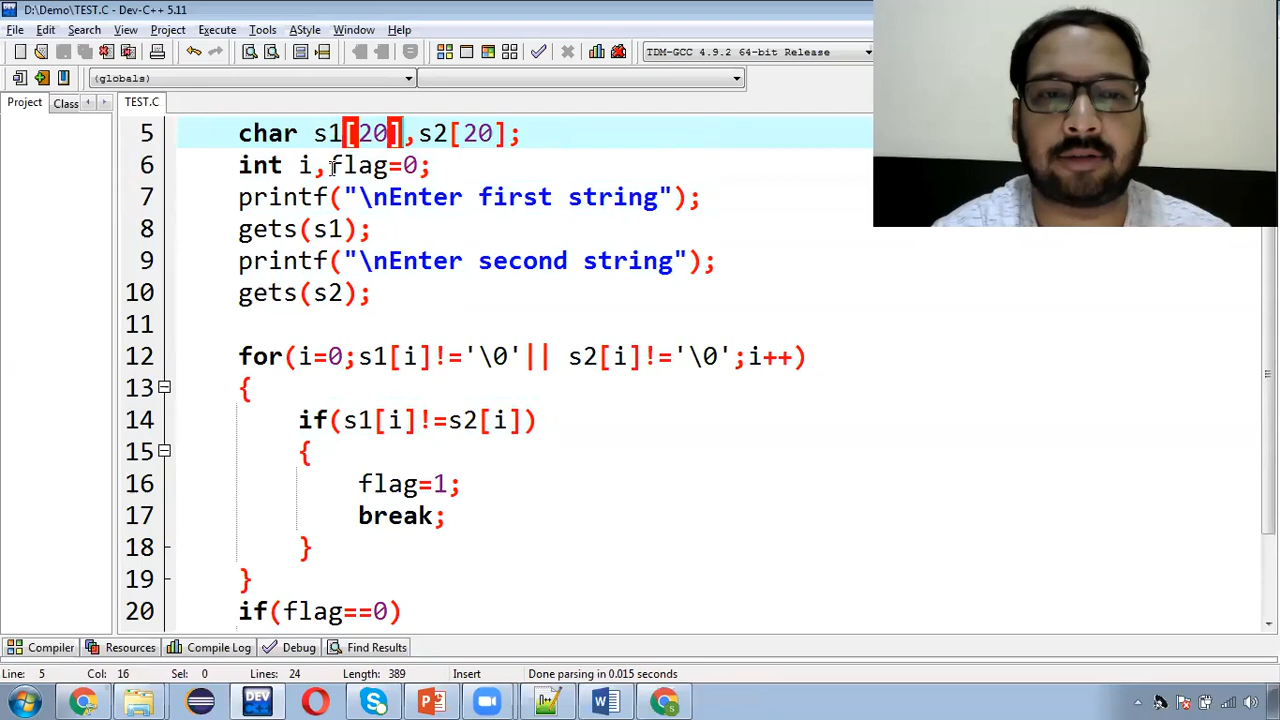 D:\Demo\TEST.C - Dev-C++ 5.11
File Edit Search View Project Execute Tools AStyle Window Help
TDM-GCC 4.9.2 64-bit Release
(globals)
Project Class TEST.C
5 char s1[20],s2[20];
6 int i,flag=0;
7 printf("\nEnter first string");
8 gets(s1);
9 printf("\nEnter second string");
10 gets(s2);
11
12 for(i=0;s1[i]!='\0'|| s2[i]!='\0';i++)
13 {
14 if(s1[i]!=s2[i])
15 {
16 flag=1;
17 break;
18 }
19 }
20 if(flag==0)
Compiler Resources Compile Log Debug Find Results
Line: 5 Col: 16 Sel: 0 Lines: 24 Length: 389 Insert Done parsing in 0.015 seconds
DEV